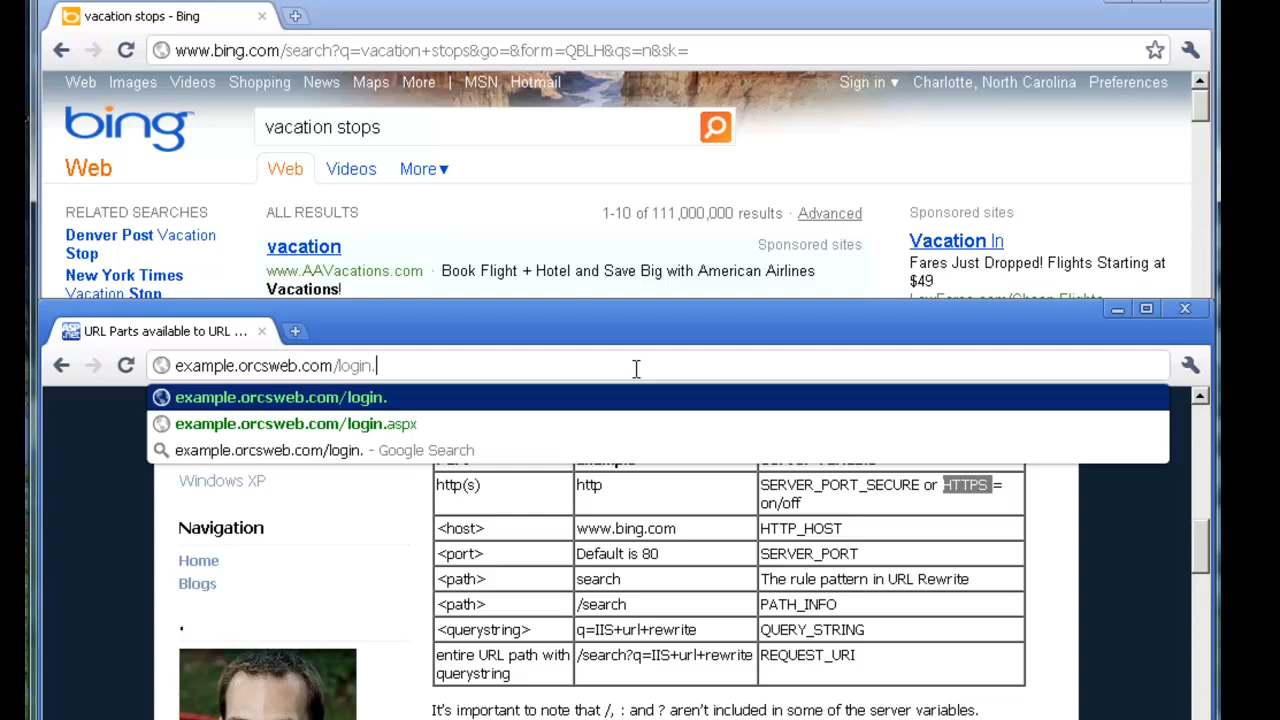 vacation stops - Bing
www.bing.com/search?q=vacation+stops&go=&form=QBLH&qs=n&sk=
Web Images Videos Shopping News Maps More | MSN Hotmail Sign in ▾ Charlotte, North Carolina Preferences
bing
vacation stops
Web
Web Videos More▼
RELATED SEARCHES
Denver Post Vacation
Stop
New York Times
Vacation Stop
ALL RESULTS 1-10 of 111,000,000 results · Advanced
vacation Sponsored sites
www.AAVacations.com · Book Flight + Hotel and Save Big with American Airlines
Vacations!
Sponsored sites
Vacation In
Fares Just Dropped! Flights Starting at
$49
LowFares.com/Cheap-Flights
ASP.net URL Parts available to URL ...
example.orcsweb.com/login.
example.orcsweb.com/login.
example.orcsweb.com/login.aspx
example.orcsweb.com/login. - Google Search
Windows XP
Navigation
Home
Blogs
.
http(s) http SERVER_PORT_SECURE or HTTPS =
on/off
<host> www.bing.com HTTP_HOST
<port> Default is 80 SERVER_PORT
<path> search The rule pattern in URL Rewrite
<path> /search PATH_INFO
<querystring> q=IIS+url+rewrite QUERY_STRING
entire URL path with /search?q=IIS+url+rewrite REQUEST_URI
querystring
It's important to note that /, : and ? aren't included in some of the server variables.